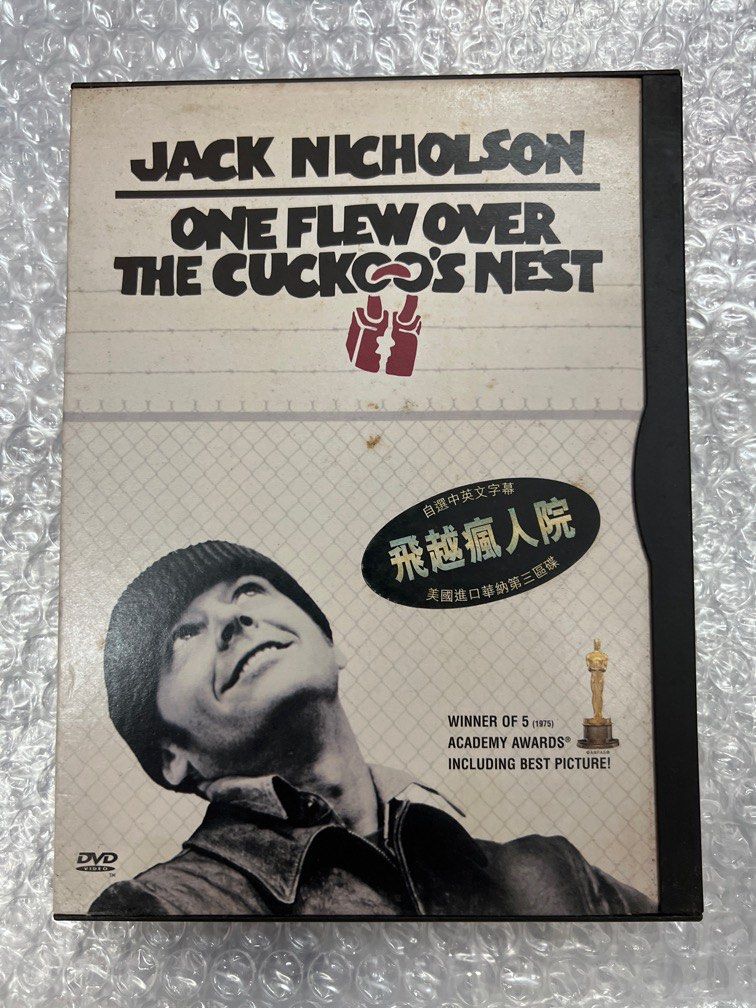 JACK NICHOLSON
ONE FLEW OVER
THE CUCKOO'S NEST
自選中英文字幕
飛越瘋人院
美國進口華納第三區碟
WINNER OF 5 (1975)
ACADEMY AWARDS®
INCLUDING BEST PICTURE!
©AMPAS®
DVD
VIDEO
TM